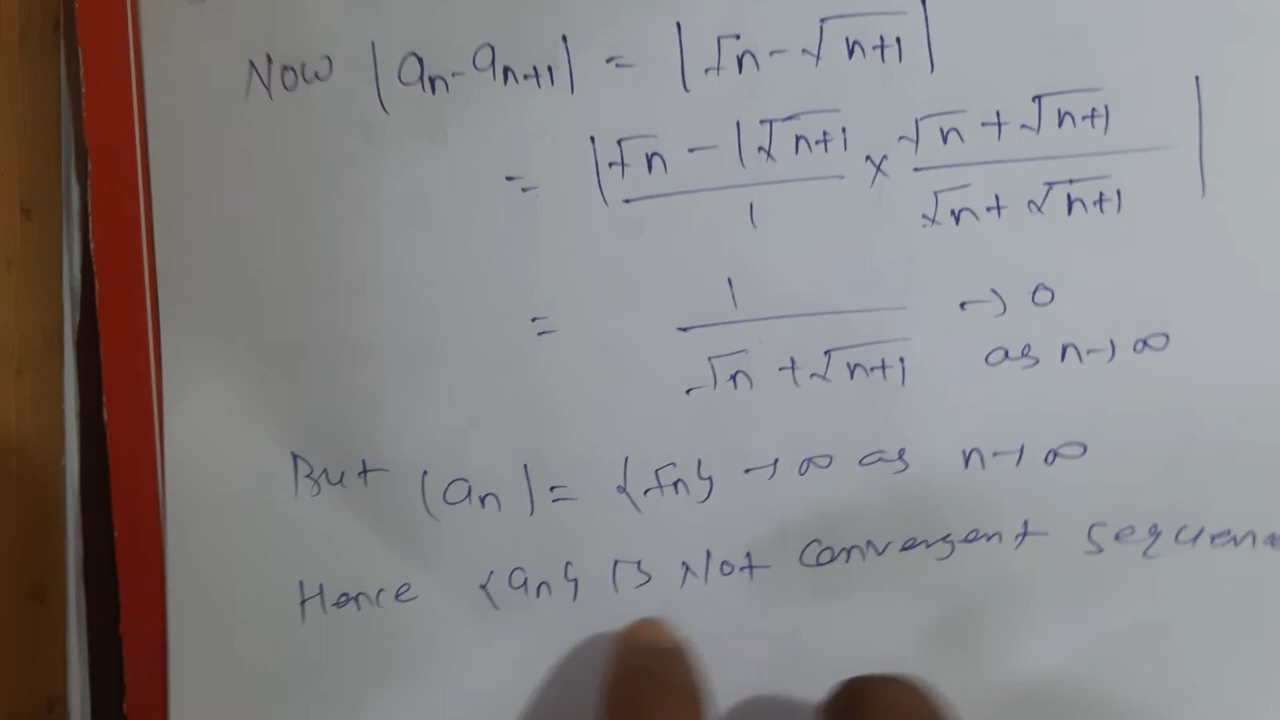 Now |an - an+1| = |√n - √n+1|
= |√n - |√n+1 / 1 × √n + √n+1 / √n + √n+1|
= 1 / √n + √n+1 → 0
as n → ∞
But (an) = {√n} → ∞ as n → ∞
Hence {an} is Not convergent sequen